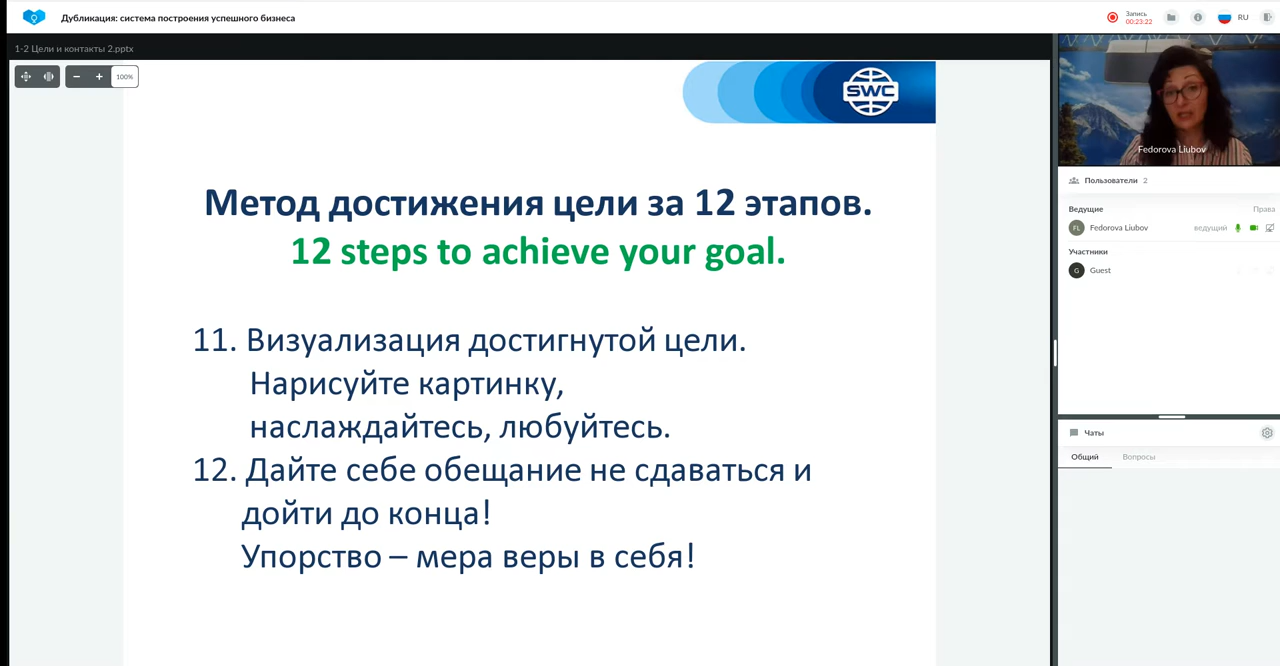 Дубликация: система построения успешного бизнеса
Запись
00:23:22
RU
1-2 Цели и контакты 2.pptx
100%
SWC
Метод достижения цели за 12 этапов.
12 steps to achieve your goal.
11. Визуализация достигнутой цели.
Нарисуйте картинку,
наслаждайтесь, любуйтесь.
12. Дайте себе обещание не сдаваться и
дойти до конца!
Упорство – мера веры в себя!
Fedorova Liubov
Пользователи 2
Ведущие Права
FL Fedorova Liubov ведущий
Участники
G Guest
Чаты
Общий Вопросы